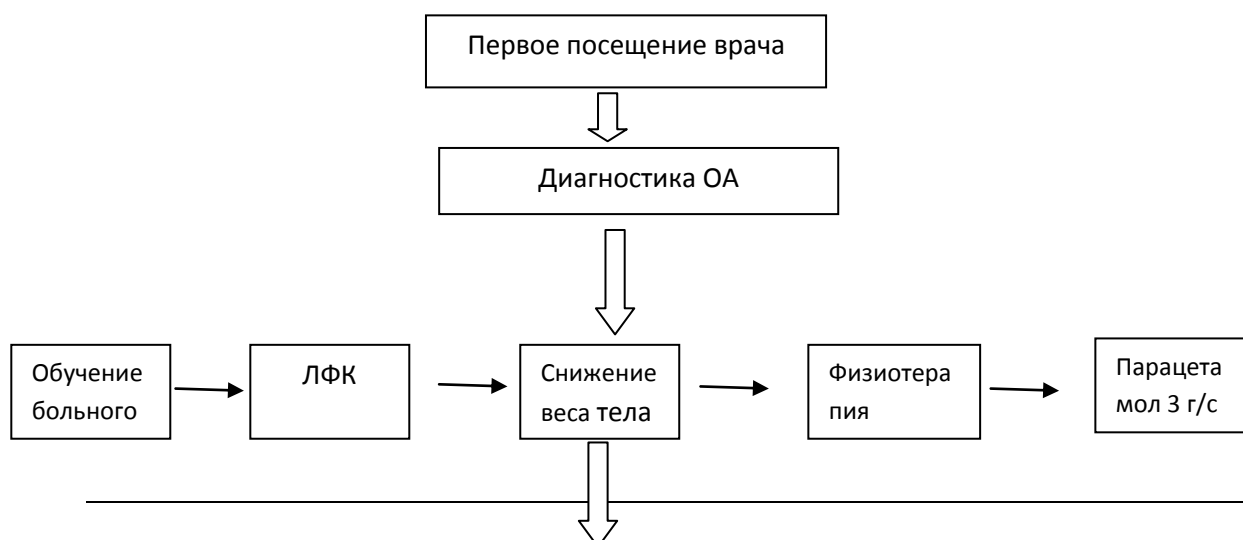 Первое посещение врача
Диагностика ОА
Обучение
больного
ЛФК
Снижение
веса тела
Физиотера
пия
Парацета
мол 3 г/с